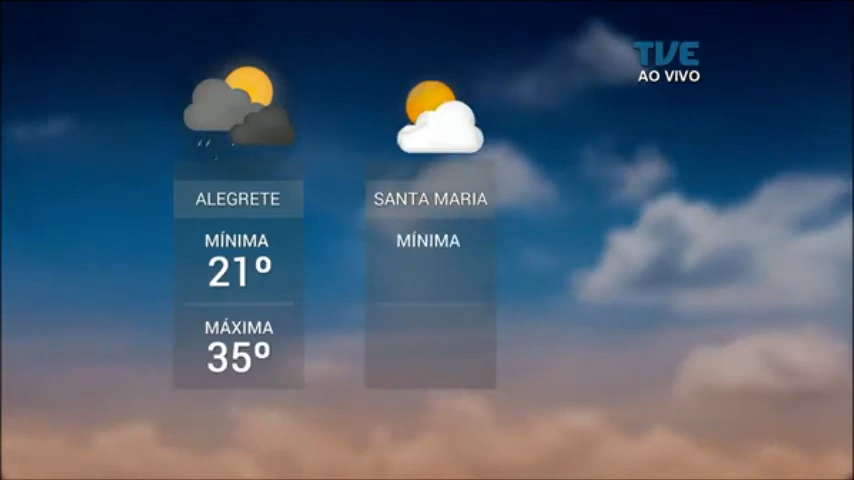 TVE
AO VIVO
ALEGRETE
MÍNIMA
21º
MÁXIMA
35º
SANTA MARIA
MÍNIMA